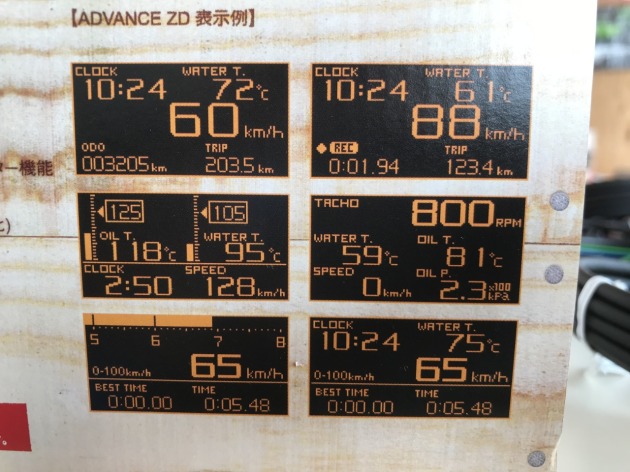 【ADVANCE ZD 表示例】
CLOCK WATER T.
10:24 72℃
60 km/h
ODO TRIP
003205 km 203.5 km
CLOCK WATER T.
10:24 61℃
88 km/h
REC TRIP
0:01.94 123.4 km
ー機能
125 105
OIL T. WATER T.
118℃ 95℃
CLOCK SPEED
2:50 128 km/h
TACHO 800 RPM
WATER T. OIL T.
59℃ 81℃
SPEED OIL P.
0 km/h 2.3 x100 kPa
5 6 7 8
0-100km/h 65 km/h
BEST TIME TIME
0:00.00 0:05.48
CLOCK WATER T.
10:24 75℃
0-100km/h 65 km/h
BEST TIME TIME
0:00.00 0:05.48
。